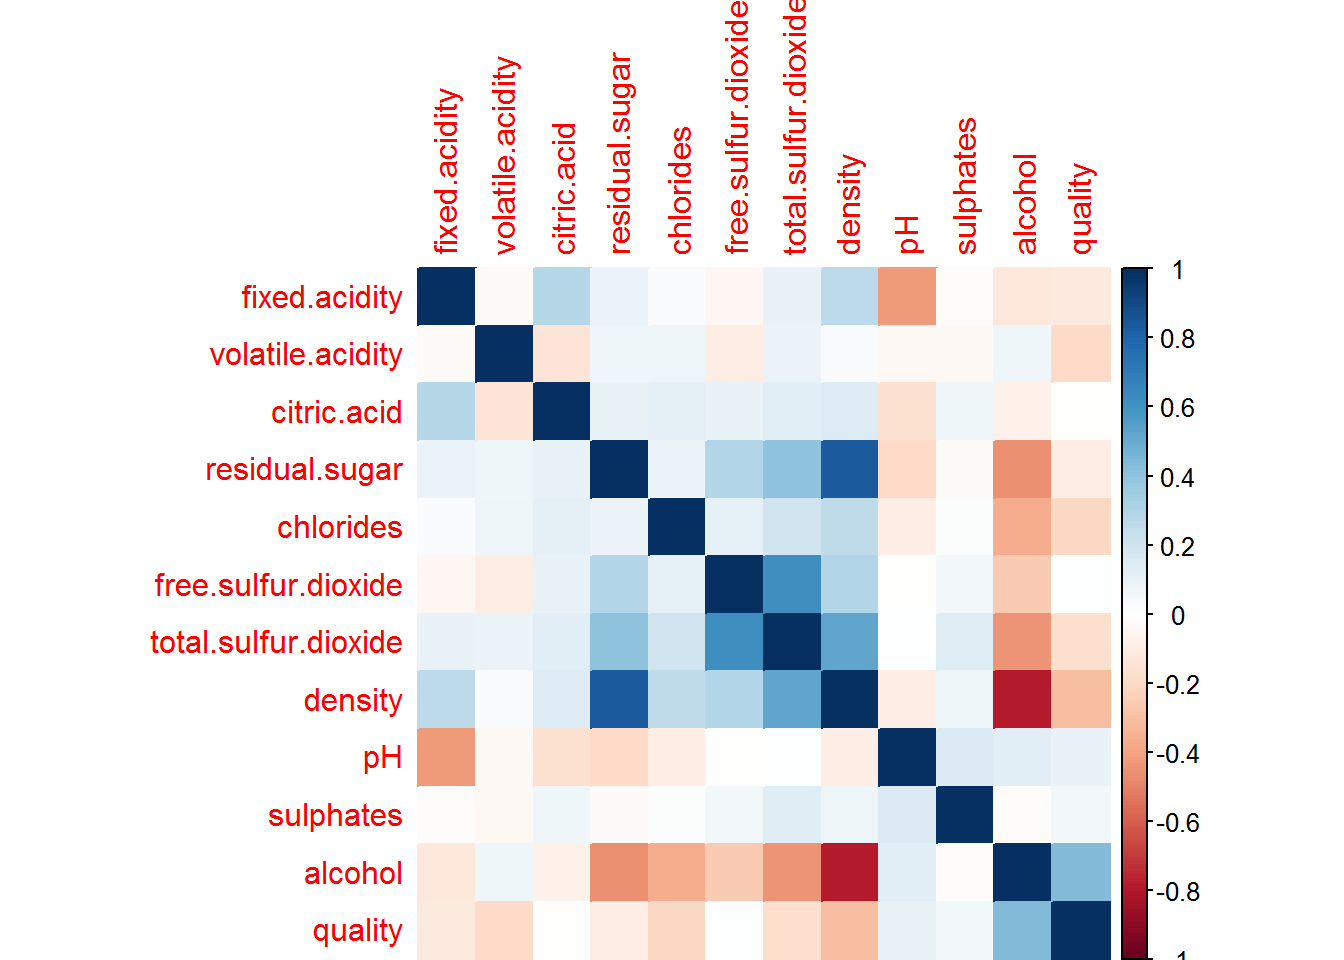 fixed.acidity
volatile.acidity
citric.acid
residual.sugar
chlorides
free.sulfur.dioxide
total.sulfur.dioxide
density
pH
sulphates
alcohol
quality
fixed.acidity
volatile.acidity
citric.acid
residual.sugar
chlorides
free.sulfur.dioxide
total.sulfur.dioxide
density
pH
sulphates
alcohol
quality
1
0.8
0.6
0.4
0.2
0
-0.2
-0.4
-0.6
-0.8
-1